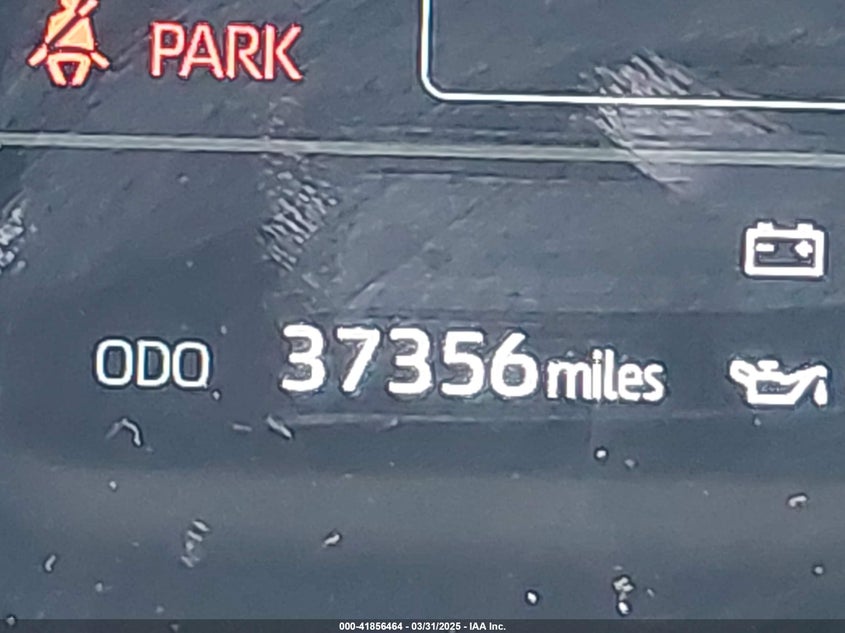 PARK
ODO 37356 miles
000-41856464 - 03/31/2025 - IAA Inc.